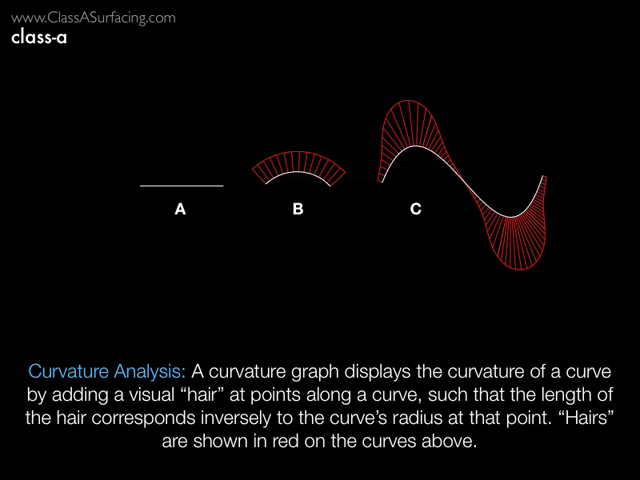 www.ClassASurfacing.com
class-a
A
B
C
Curvature Analysis: A curvature graph displays the curvature of a curve
by adding a visual “hair” at points along a curve, such that the length of
the hair corresponds inversely to the curve’s radius at that point. “Hairs”
are shown in red on the curves above.